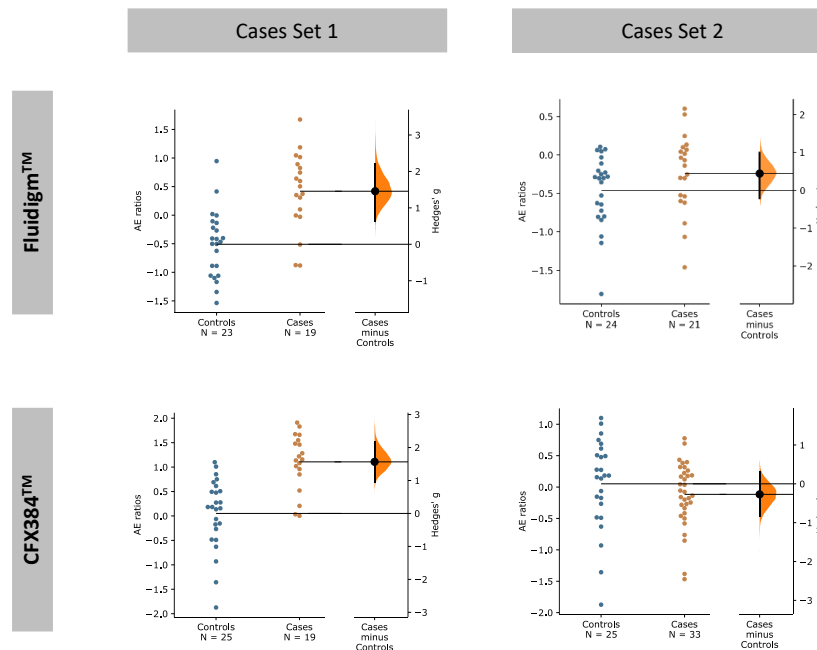 Cases Set 1
Cases Set 2
Fluidigm™
1.5
1.0
0.5
0.0
−0.5
−1.0
−1.5
AE ratios
3
2
1
0
−1
Hedges' g
Controls
N = 23
Cases
N = 19
Cases
minus
Controls
0.5
0.0
−0.5
−1.0
−1.5
AE ratios
2
1
0
−1
−2
Controls
N = 24
Cases
N = 21
Cases
minus
Controls
CFX384™
2.0
1.5
1.0
0.5
0.0
−0.5
−1.0
−1.5
−2.0
AE ratios
3
2
1
0
−1
−2
−3
Hedges' g
Controls
N = 25
Cases
N = 19
Cases
minus
Controls
1.0
0.5
0.0
−0.5
−1.0
−1.5
−2.0
AE ratios
1
0
−1
−2
−3
Controls
N = 25
Cases
N = 33
Cases
minus
Controls